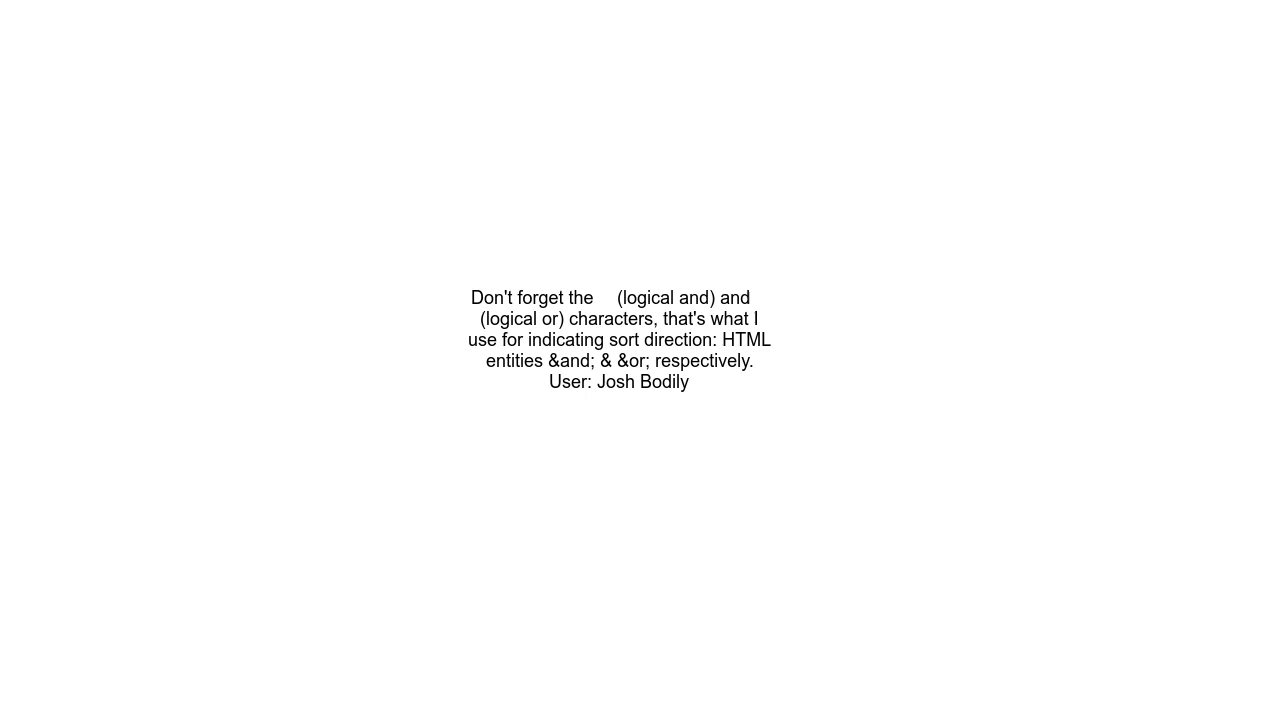 Don't forget the (logical and) and
(logical or) characters, that's what I
use for indicating sort direction: HTML
entities &and; & &or; respectively.
User: Josh Bodily